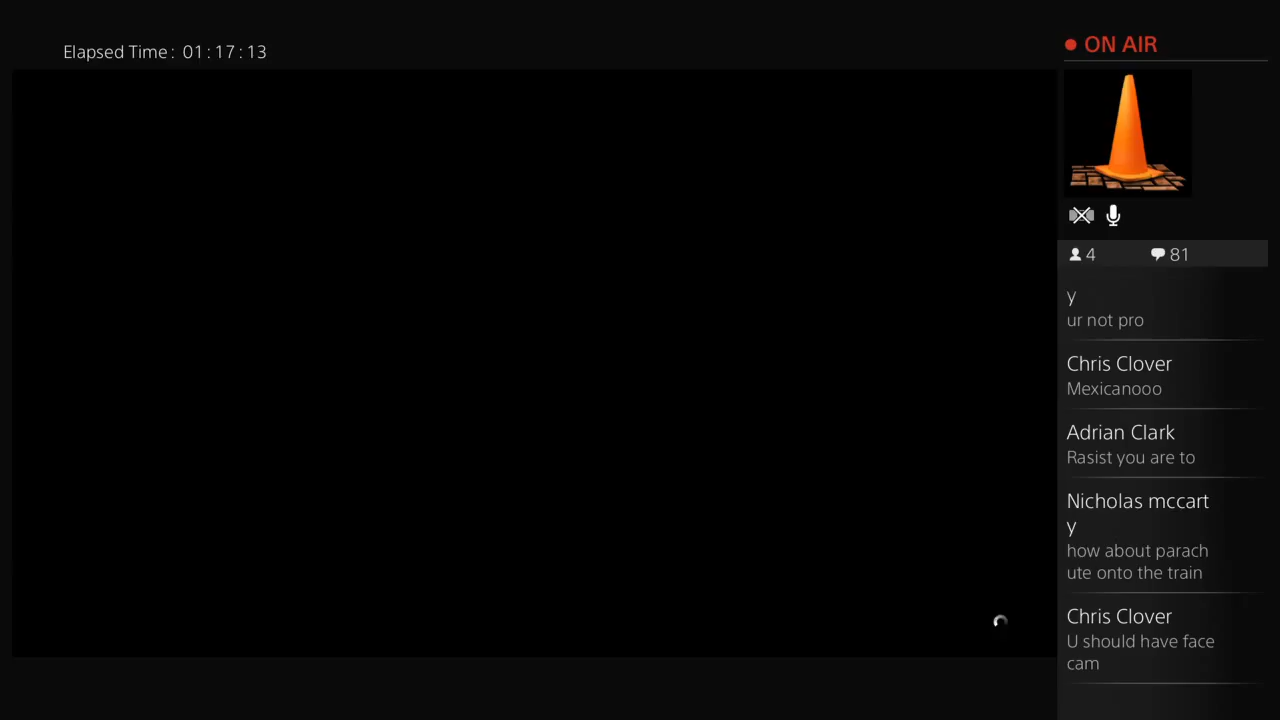 Elapsed Time: 01:17:13
ON AIR
4 81
y
ur not pro
Chris Clover
Mexicanooo
Adrian Clark
Rasist you are to
Nicholas mccart
y
how about parach
ute onto the train
Chris Clover
U should have face
cam